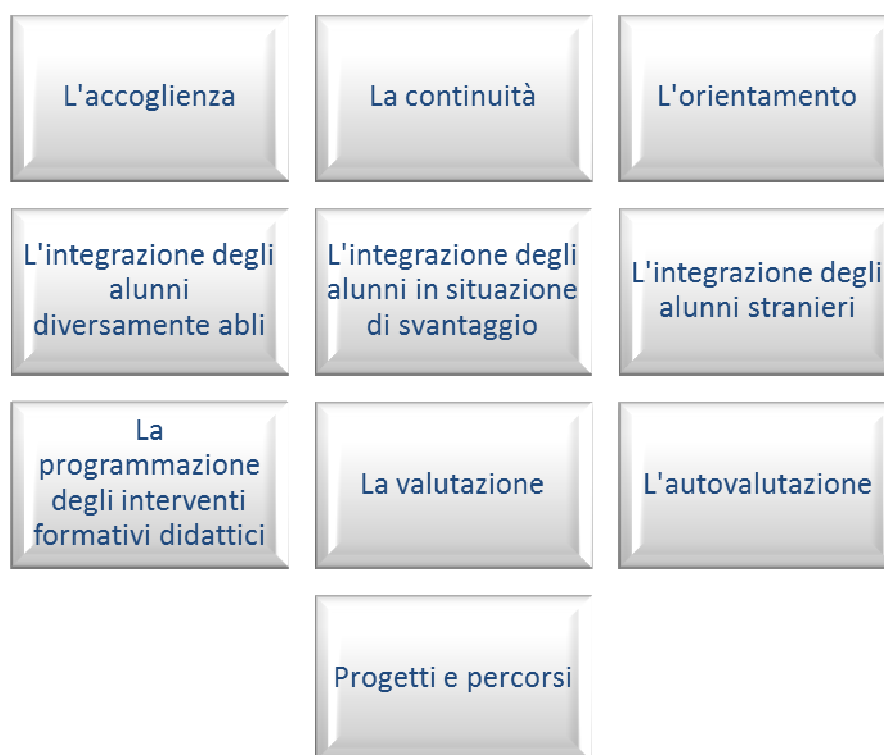 L'accoglienza
La continuità
L'orientamento
L'integrazione degli
alunni
diversamente abli
L'integrazione degli
alunni in situazione
di svantaggio
L'integrazione degli
alunni stranieri
La
programmazione
degli interventi
formativi didattici
La valutazione
L'autovalutazione
Progetti e percorsi